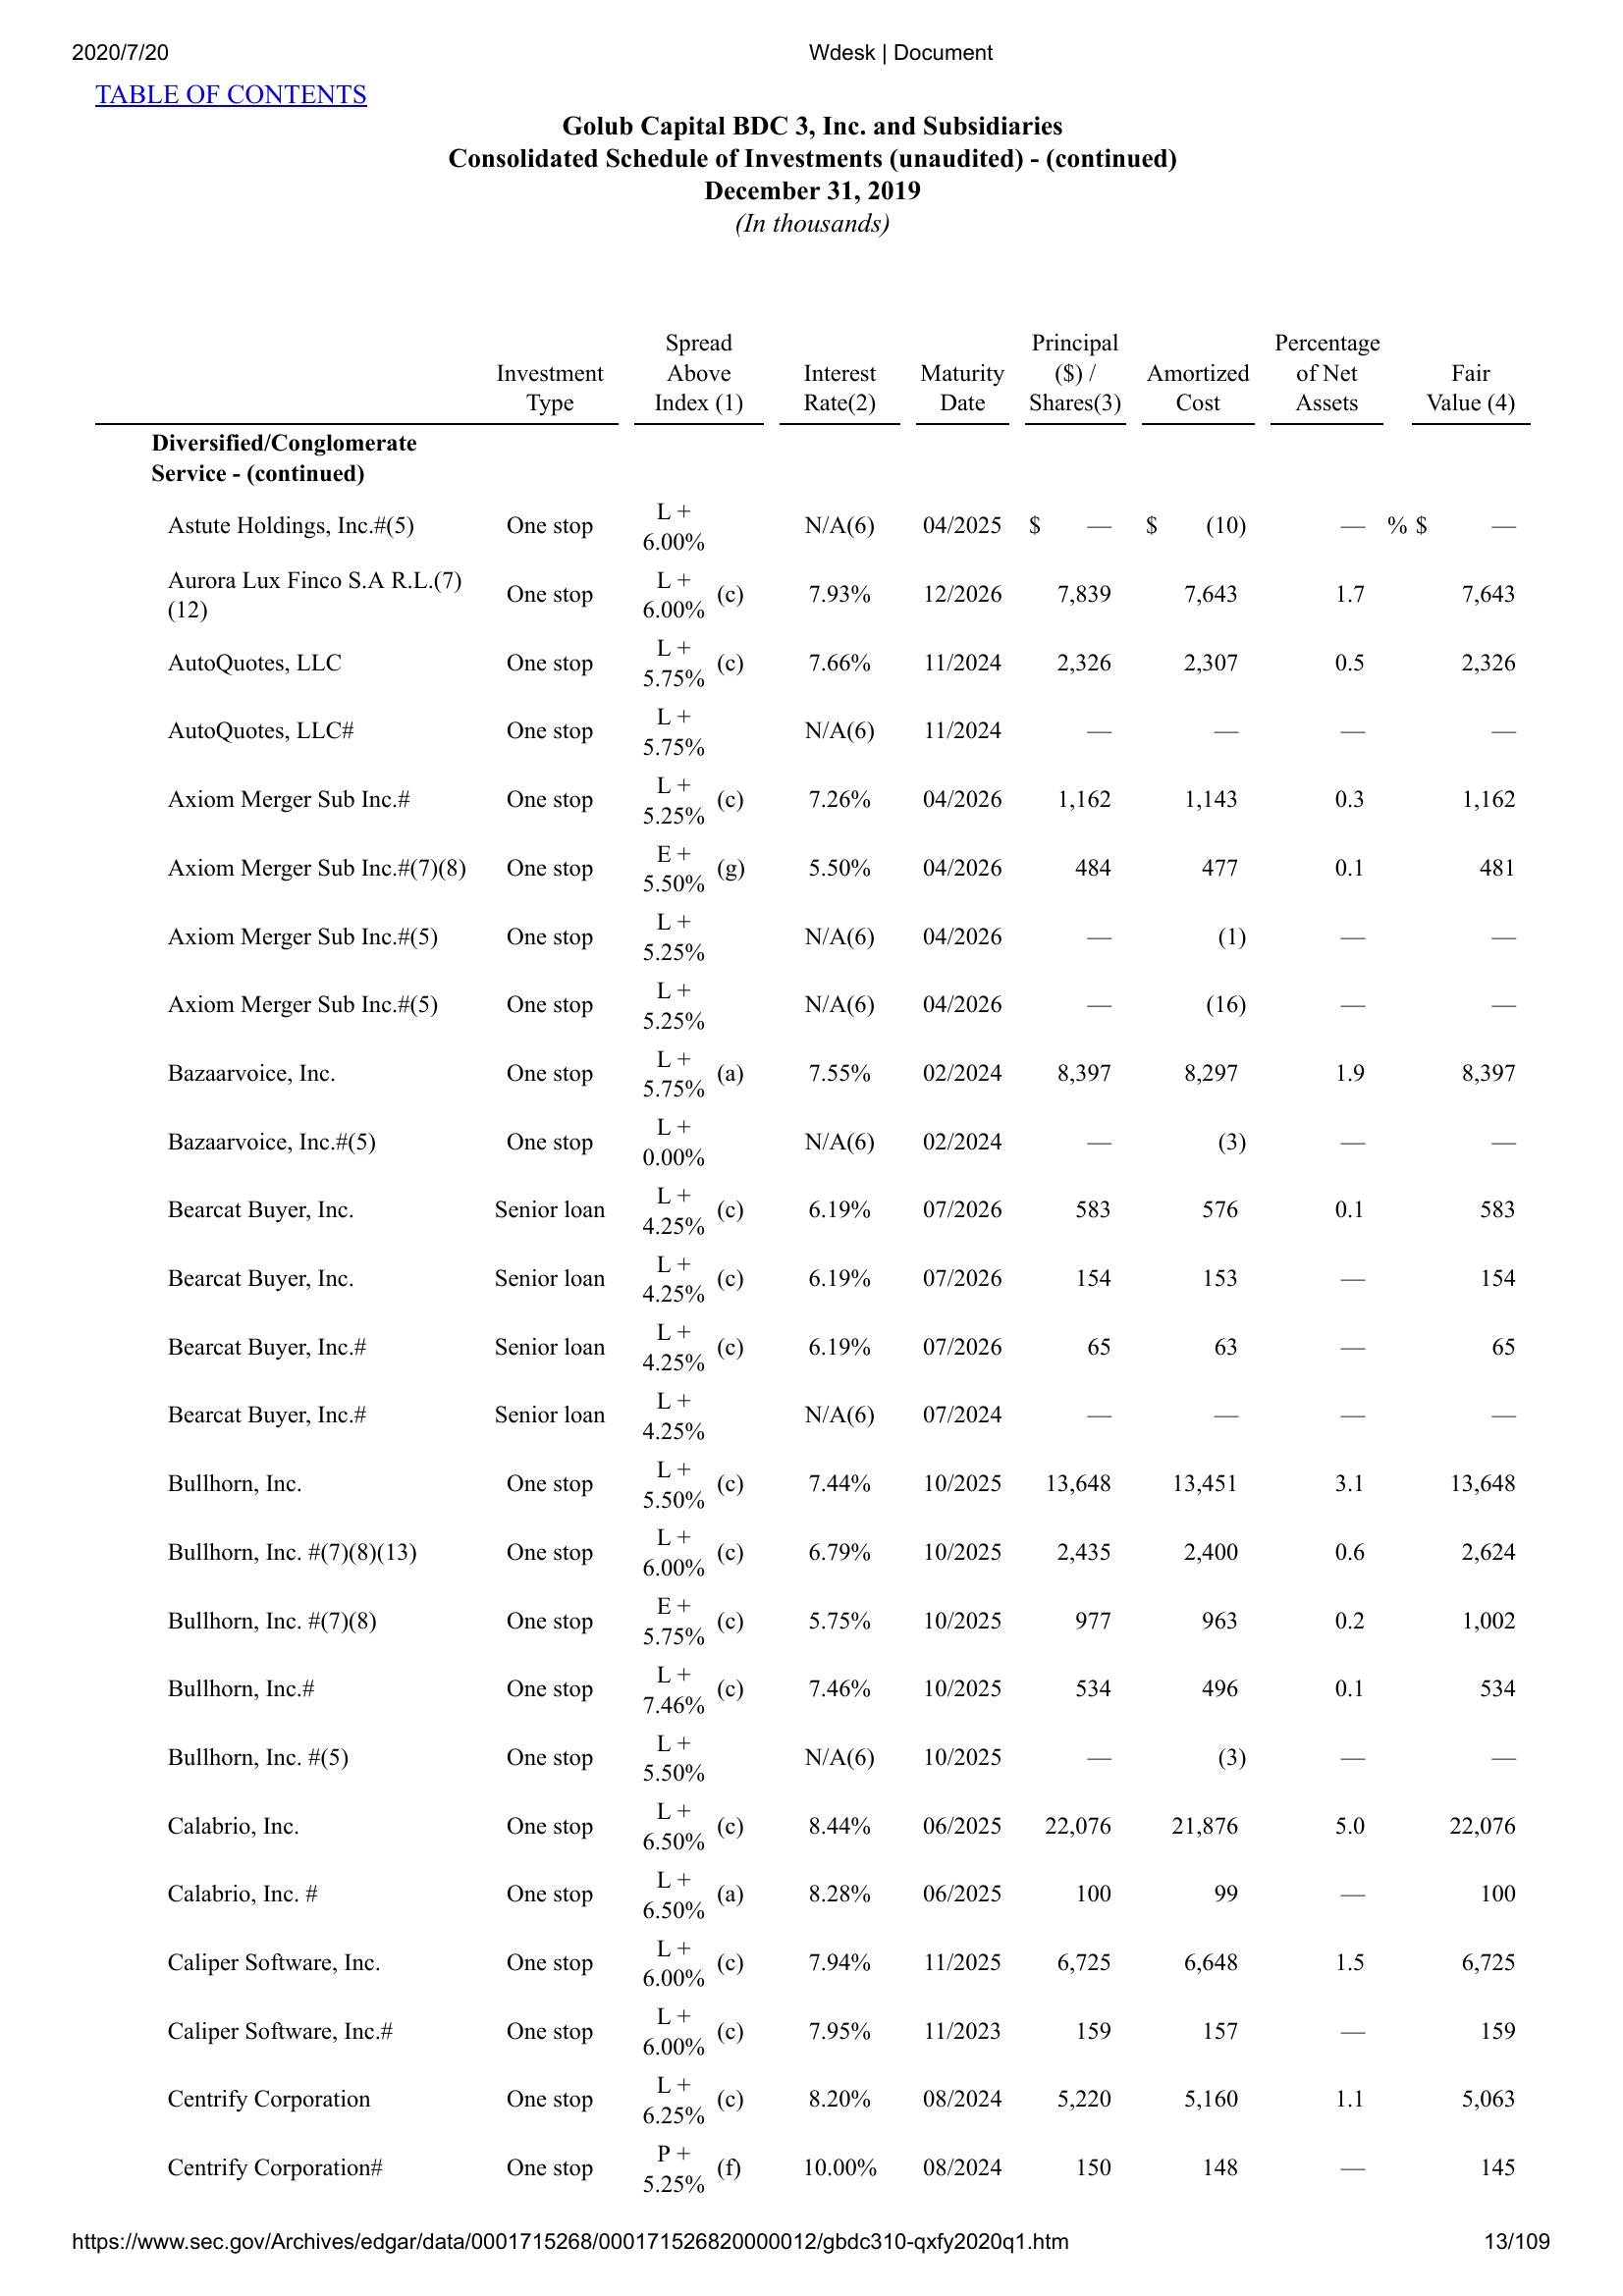 2020/7/20 Wdesk | Document
TABLE OF CONTENTS
Golub Capital BDC 3, Inc. and Subsidiaries
Consolidated Schedule of Investments (unaudited) - (continued)
December 31, 2019
(In thousands)
Investment Type Spread Above Index (1) Interest Rate(2) Maturity Date Principal ($) / Shares(3) Amortized Cost Percentage of Net Assets Fair Value (4)
Diversified/Conglomerate
Service - (continued)
Astute Holdings, Inc.#(5) One stop L + 6.00% N/A(6) 04/2025 $ — $ (10) — % $ —
Aurora Lux Finco S.A R.L.(7)(12) One stop L + 6.00% (c) 7.93% 12/2026 7,839 7,643 1.7 7,643
AutoQuotes, LLC One stop L + 5.75% (c) 7.66% 11/2024 2,326 2,307 0.5 2,326
AutoQuotes, LLC# One stop L + 5.75% N/A(6) 11/2024 — — — —
Axiom Merger Sub Inc.# One stop L + 5.25% (c) 7.26% 04/2026 1,162 1,143 0.3 1,162
Axiom Merger Sub Inc.#(7)(8) One stop E + 5.50% (g) 5.50% 04/2026 484 477 0.1 481
Axiom Merger Sub Inc.#(5) One stop L + 5.25% N/A(6) 04/2026 — (1) — —
Axiom Merger Sub Inc.#(5) One stop L + 5.25% N/A(6) 04/2026 — (16) — —
Bazaarvoice, Inc. One stop L + 5.75% (a) 7.55% 02/2024 8,397 8,297 1.9 8,397
Bazaarvoice, Inc.#(5) One stop L + 0.00% N/A(6) 02/2024 — (3) — —
Bearcat Buyer, Inc. Senior loan L + 4.25% (c) 6.19% 07/2026 583 576 0.1 583
Bearcat Buyer, Inc. Senior loan L + 4.25% (c) 6.19% 07/2026 154 153 — 154
Bearcat Buyer, Inc.# Senior loan L + 4.25% (c) 6.19% 07/2026 65 63 — 65
Bearcat Buyer, Inc.# Senior loan L + 4.25% N/A(6) 07/2024 — — — —
Bullhorn, Inc. One stop L + 5.50% (c) 7.44% 10/2025 13,648 13,451 3.1 13,648
Bullhorn, Inc. #(7)(8)(13) One stop L + 6.00% (c) 6.79% 10/2025 2,435 2,400 0.6 2,624
Bullhorn, Inc. #(7)(8) One stop E + 5.75% (c) 5.75% 10/2025 977 963 0.2 1,002
Bullhorn, Inc.# One stop L + 7.46% (c) 7.46% 10/2025 534 496 0.1 534
Bullhorn, Inc. #(5) One stop L + 5.50% N/A(6) 10/2025 — (3) — —
Calabrio, Inc. One stop L + 6.50% (c) 8.44% 06/2025 22,076 21,876 5.0 22,076
Calabrio, Inc. # One stop L + 6.50% (a) 8.28% 06/2025 100 99 — 100
Caliper Software, Inc. One stop L + 6.00% (c) 7.94% 11/2025 6,725 6,648 1.5 6,725
Caliper Software, Inc.# One stop L + 6.00% (c) 7.95% 11/2023 159 157 — 159
Centrify Corporation One stop L + 6.25% (c) 8.20% 08/2024 5,220 5,160 1.1 5,063
Centrify Corporation# One stop P + 5.25% (f) 10.00% 08/2024 150 148 — 145
https://www.sec.gov/Archives/edgar/data/0001715268/000171526820000012/gbdc310-qxfy2020q1.htm 13/109